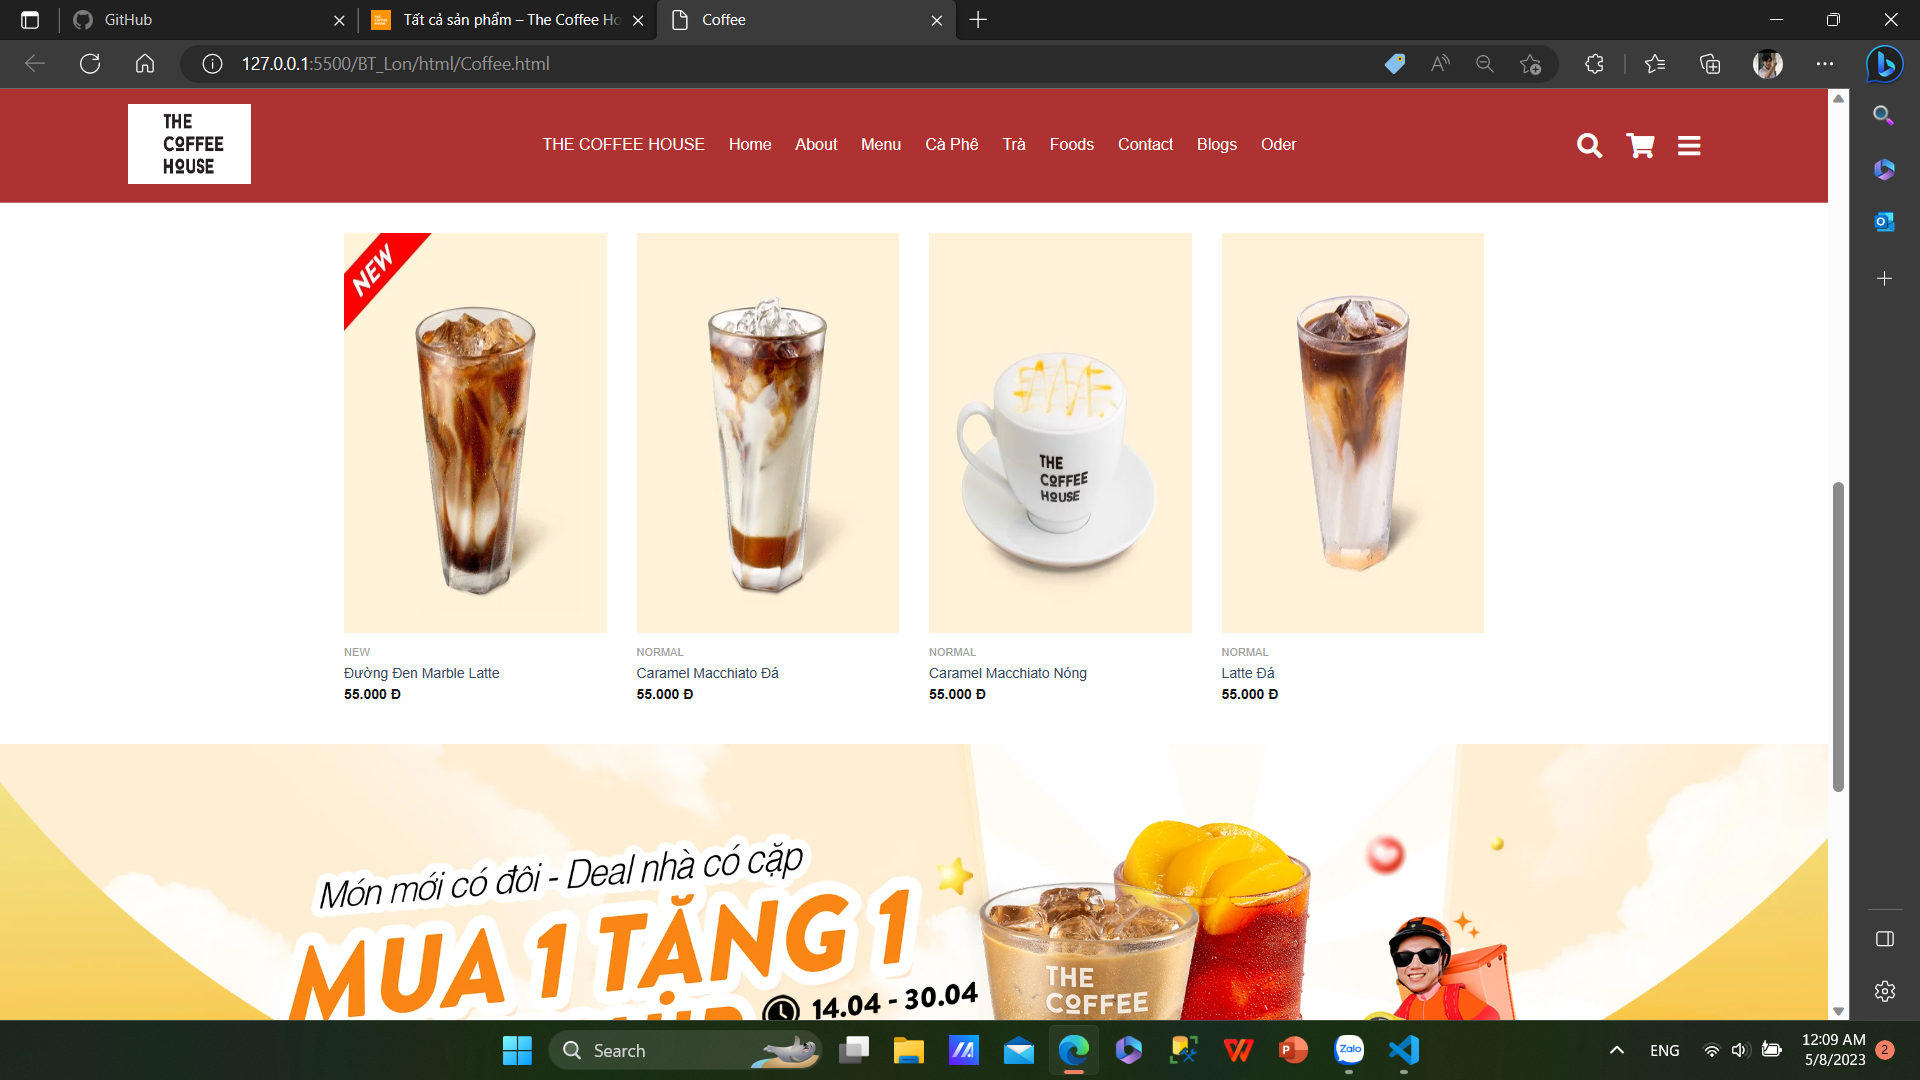 GitHub
Tất cả sản phẩm – The Coffee Ho
Coffee
127.0.0.1:5500/BT_Lon/html/Coffee.html
THE
COFFEE
HOUSE
THE COFFEE HOUSE Home About Menu Cà Phê Trà Foods Contact Blogs Oder
NEW
THE
COFFEE
HOUSE
NEW
Đường Đen Marble Latte
55.000 Đ
NORMAL
Caramel Macchiato Đá
55.000 Đ
NORMAL
Caramel Macchiato Nóng
55.000 Đ
NORMAL
Latte Đá
55.000 Đ
Món mới có đôi - Deal nhà có cặp
MUA 1 TẶNG 1
14.04 - 30.04
THE
COFFEE
Search
Zalo
ENG
12:09 AM
5/8/2023
2